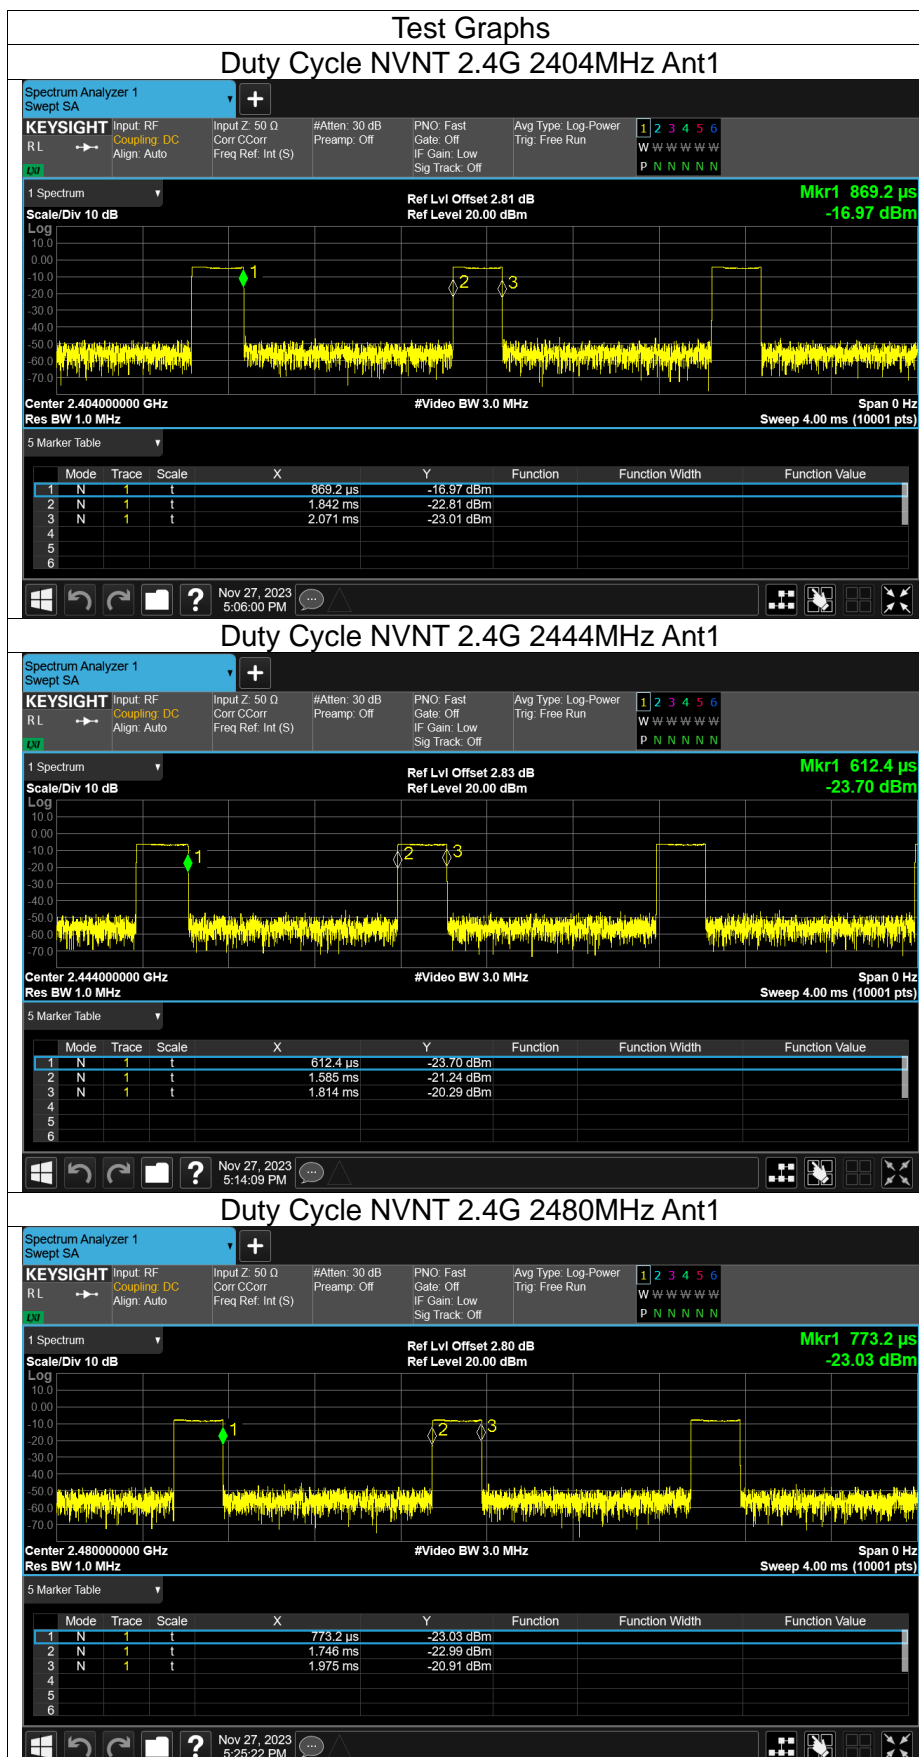 Test Graphs
Duty Cycle NVNT 2.4G 2404MHz Ant1
Spectrum Analyzer 1
Swept SA
KEYSIGHT Input: RF Input Z: 50 Ω #Atten: 30 dB PNO: Fast Avg Type: Log-Power 1 2 3 4 5 6
RL Coupling: DC Corr CCorr Preamp: Off Gate: Off Trig: Free Run W W W W W W
Align: Auto Freq Ref: Int (S) IF Gain: Low
LXI Sig Track: Off P N N N N N
1 Spectrum Ref Lvl Offset 2.81 dB Mkr1 869.2 µs
Scale/Div 10 dB Ref Level 20.00 dBm -16.97 dBm
Log
10.0
0.00
-10.0 1
-20.0 2 3
-30.0
-40.0
-50.0
-60.0
-70.0
Center 2.404000000 GHz #Video BW 3.0 MHz Span 0 Hz
Res BW 1.0 MHz Sweep 4.00 ms (10001 pts)
5 Marker Table
Mode Trace Scale X Y Function Function Width Function Value
1 N 1 t 869.2 µs -16.97 dBm
2 N 1 t 1.842 ms -22.81 dBm
3 N 1 t 2.071 ms -23.01 dBm
4
5
6
? Nov 27, 2023
5:06:00 PM
Duty Cycle NVNT 2.4G 2444MHz Ant1
Spectrum Analyzer 1
Swept SA
KEYSIGHT Input: RF Input Z: 50 Ω #Atten: 30 dB PNO: Fast Avg Type: Log-Power 1 2 3 4 5 6
RL Coupling: DC Corr CCorr Preamp: Off Gate: Off Trig: Free Run W W W W W W
Align: Auto Freq Ref: Int (S) IF Gain: Low
LXI Sig Track: Off P N N N N N
1 Spectrum Ref Lvl Offset 2.83 dB Mkr1 612.4 µs
Scale/Div 10 dB Ref Level 20.00 dBm -23.70 dBm
Log
10.0
0.00
-10.0 1 2 3
-20.0
-30.0
-40.0
-50.0
-60.0
-70.0
Center 2.444000000 GHz #Video BW 3.0 MHz Span 0 Hz
Res BW 1.0 MHz Sweep 4.00 ms (10001 pts)
5 Marker Table
Mode Trace Scale X Y Function Function Width Function Value
1 N 1 t 612.4 µs -23.70 dBm
2 N 1 t 1.585 ms -21.24 dBm
3 N 1 t 1.814 ms -20.29 dBm
4
5
6
? Nov 27, 2023
5:14:09 PM
Duty Cycle NVNT 2.4G 2480MHz Ant1
Spectrum Analyzer 1
Swept SA
KEYSIGHT Input: RF Input Z: 50 Ω #Atten: 30 dB PNO: Fast Avg Type: Log-Power 1 2 3 4 5 6
RL Coupling: DC Corr CCorr Preamp: Off Gate: Off Trig: Free Run W W W W W W
Align: Auto Freq Ref: Int (S) IF Gain: Low
LXI Sig Track: Off P N N N N N
1 Spectrum Ref Lvl Offset 2.80 dB Mkr1 773.2 µs
Scale/Div 10 dB Ref Level 20.00 dBm -23.03 dBm
Log
10.0
0.00
-10.0 1 2 3
-20.0
-30.0
-40.0
-50.0
-60.0
-70.0
Center 2.480000000 GHz #Video BW 3.0 MHz Span 0 Hz
Res BW 1.0 MHz Sweep 4.00 ms (10001 pts)
5 Marker Table
Mode Trace Scale X Y Function Function Width Function Value
1 N 1 t 773.2 µs -23.03 dBm
2 N 1 t 1.746 ms -22.99 dBm
3 N 1 t 1.975 ms -20.91 dBm
4
5
6
? Nov 27, 2023
5:25:22 PM